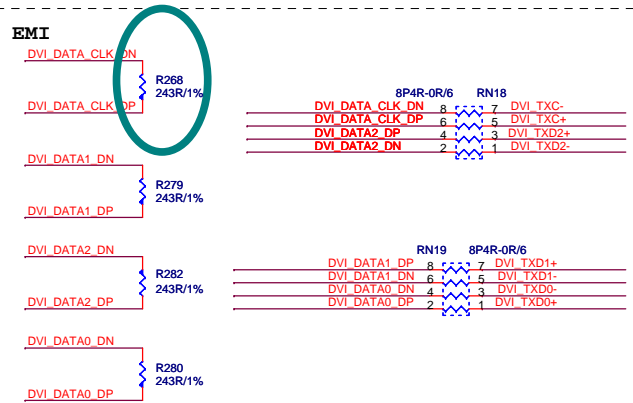 EMI
DVI_DATA_CLK_DN
R268
243R/1%
DVI_DATA_CLK_DP
DVI_DATA1_DN
R279
243R/1%
DVI_DATA1_DP
DVI_DATA2_DN
R282
243R/1%
DVI_DATA2_DP
DVI_DATA0_DN
R280
243R/1%
DVI_DATA0_DP
8P4R-0R/6 RN18
DVI_DATA_CLK_DN 8 7 DVI_TXC-
DVI_DATA_CLK_DP 6 5 DVI_TXC+
DVI_DATA2_DP 4 3 DVI_TXD2+
DVI_DATA2_DN 2 1 DVI_TXD2-
RN19 8P4R-0R/6
DVI_DATA1_DP 8 7 DVI_TXD1+
DVI_DATA1_DN 6 5 DVI_TXD1-
DVI_DATA0_DN 4 3 DVI_TXD0-
DVI_DATA0_DP 2 1 DVI_TXD0+